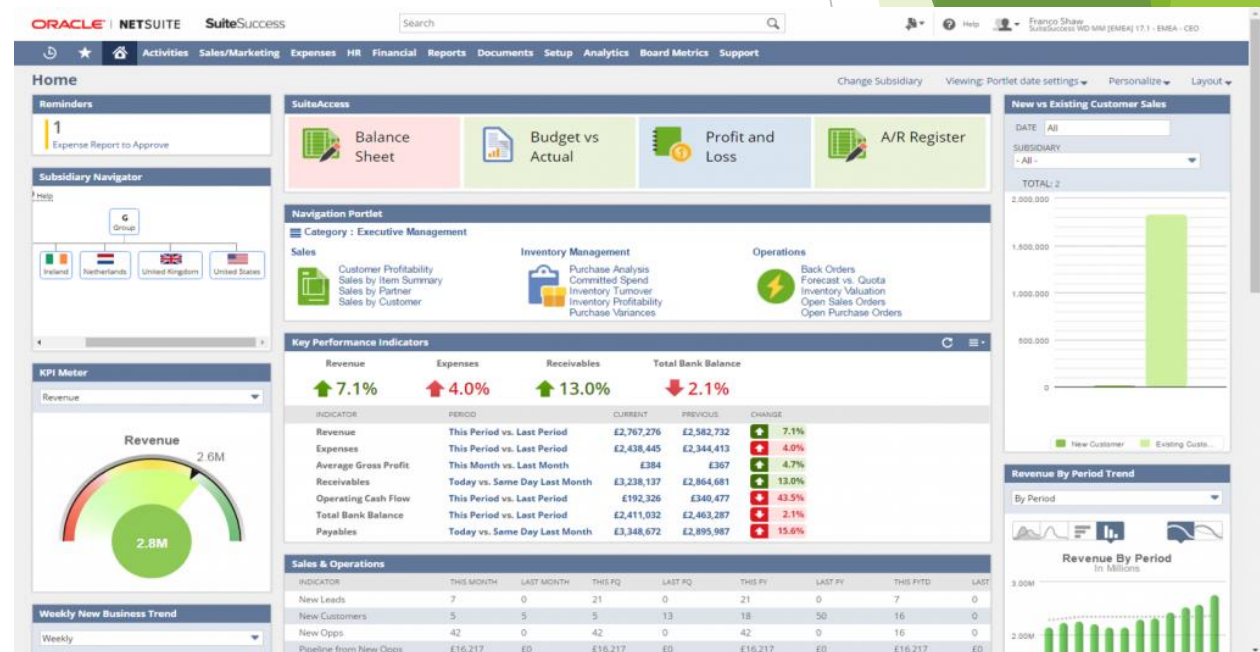 ORACLE | NETSUITE SuiteSuccess
Search
Help
Franco Shaw
SuiteSuccess WD MM [EMEA] 17.1 - EMEA - CEO
Activities Sales/Marketing Expenses HR Financial Reports Documents Setup Analytics Board Metrics Support
Home
Change Subsidiary Viewing: Portlet date settings Personalize Layout
Reminders
1
Expense Report to Approve
Subsidiary Navigator
Help
G
Group
Ireland Netherlands United Kingdom United States
KPI Meter
Revenue
Revenue
2.6M
2.8M
Weekly New Business Trend
Weekly
SuiteAccess
Balance Sheet
Budget vs Actual
Profit and Loss
A/R Register
Navigation Portlet
Category : Executive Management
Sales
Customer Profitability
Sales by Item Summary
Sales by Partner
Sales by Customer
Inventory Management
Purchase Analysis
Committed Spend
Inventory Turnover
Inventory Profitability
Purchase Variances
Operations
Back Orders
Forecast vs. Quota
Inventory Valuation
Open Sales Orders
Open Purchase Orders
Key Performance Indicators
Revenue Expenses Receivables Total Bank Balance
7.1% 4.0% 13.0% 2.1%
INDICATOR PERIOD CURRENT PREVIOUS CHANGE
Revenue This Period vs. Last Period £2,767,276 £2,582,732 7.1%
Expenses This Period vs. Last Period £2,438,445 £2,344,413 4.0%
Average Gross Profit This Month vs. Last Month £384 £367 4.7%
Receivables Today vs. Same Day Last Month £3,238,137 £2,864,681 13.0%
Operating Cash Flow This Period vs. Last Period £192,326 £340,477 43.5%
Total Bank Balance This Period vs. Last Period £2,411,032 £2,463,287 2.1%
Payables Today vs. Same Day Last Month £3,348,672 £2,895,987 15.6%
Sales & Operations
INDICATOR THIS MONTH LAST MONTH THIS FQ LAST FQ THIS FY LAST FY THIS FYTD LAST
New Leads 7 0 21 0 21 0 7 0
New Customers 5 5 5 13 18 50 16 0
New Opps 42 0 42 0 42 0 16 0
Pipeline from New Opps £16,217 £0 £16,217 £0 £16,217 £0 £16,217 £0
New vs Existing Customer Sales
DATE All
SUBSIDIARY
- All -
TOTAL: 2
2,000,000
1,500,000
1,000,000
500,000
0
New Customer Existing Custo...
Revenue By Period Trend
By Period
Revenue By Period
In Millions
3.00M
2.00M